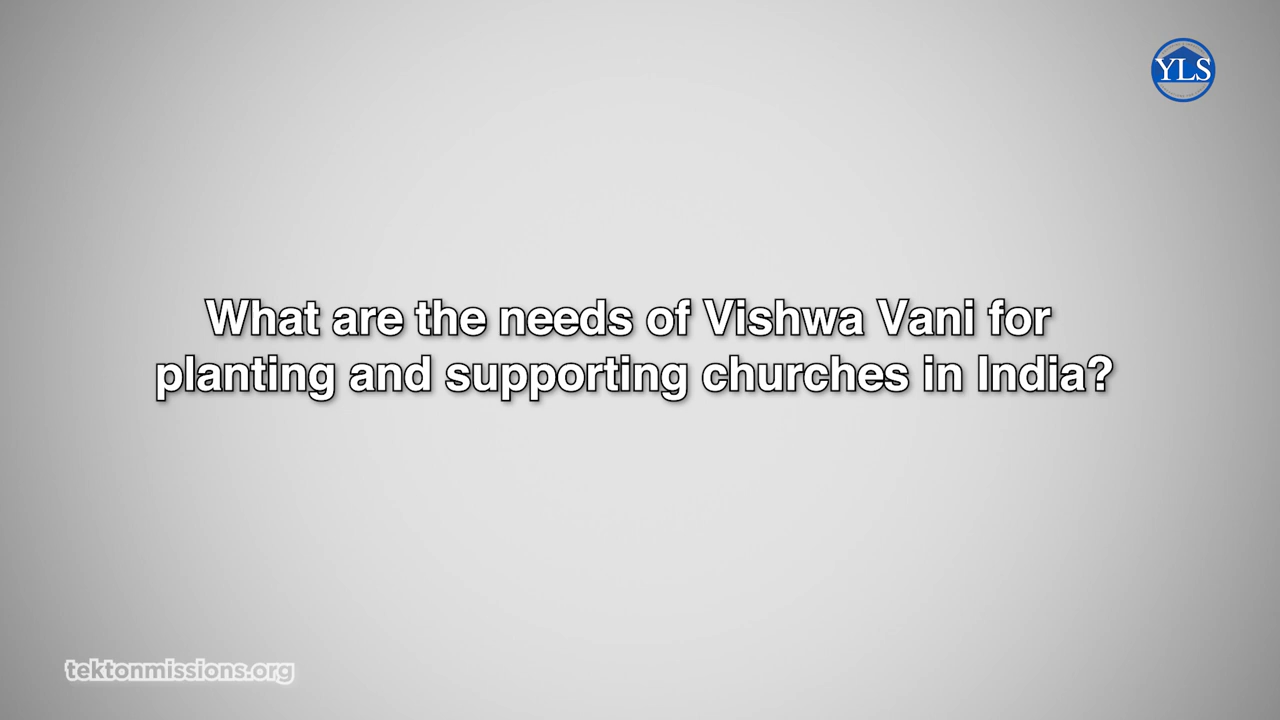 YLS
What are the needs of Vishwa Vani for
planting and supporting churches in India?
tektonmissions.org